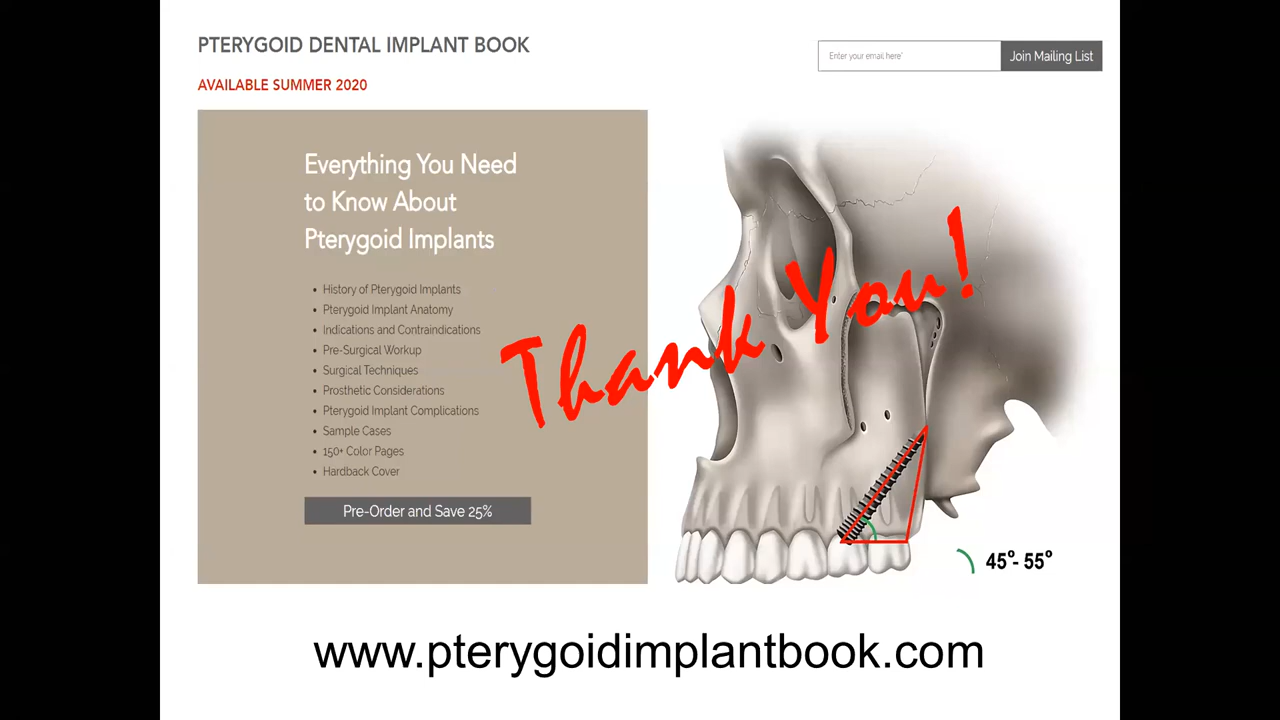 PTERYGOID DENTAL IMPLANT BOOK
Enter your email here*
Join Mailing List
AVAILABLE SUMMER 2020
Everything You Need
to Know About
Pterygoid Implants
• History of Pterygoid Implants
• Pterygoid Implant Anatomy
• Indications and Contraindications
• Pre-Surgical Workup
• Surgical Techniques
• Prosthetic Considerations
• Pterygoid Implant Complications
• Sample Cases
• 150+ Color Pages
• Hardback Cover
Pre-Order and Save 25%
Thank You!
45°- 55°
www.pterygoidimplantbook.com